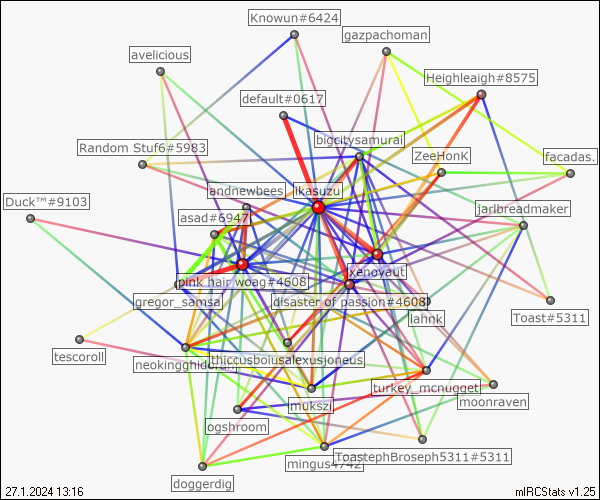 Knowun#6424
gazpachoman
avelicious
Heighleigh#8575
default#0617
bigcitysamurai
Random Stuf6#5983
ZeeHonK
facadas.
andnewbees
ikasuzu
Duck™#9103
jarlbreadmaker
asad#6947
xenovaut
pink hair woag#4608
gregor_samsa
disaster of passion#4608
lahnk
Toast#5311
tescoroll
neokingghidorah
thiccusboiusalexusjoneus
turkey_mcnugget
mukszi
moonraven
ogshroom
mingus4742
ToastephBroseph5311#5311
doggerdig
27.1.2024 13:16
mIRCStats v1.25